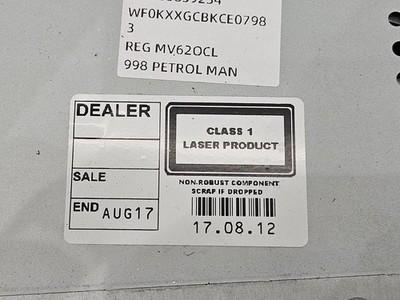 WF0KXXGCBKCE0798
3
REG MV62OCL
998 PETROL MAN
DEALER
SALE
END AUG17
CLASS 1
LASER PRODUCT
NON-ROBUST COMPONENT
SCRAP IF DROPPED
17.08.12